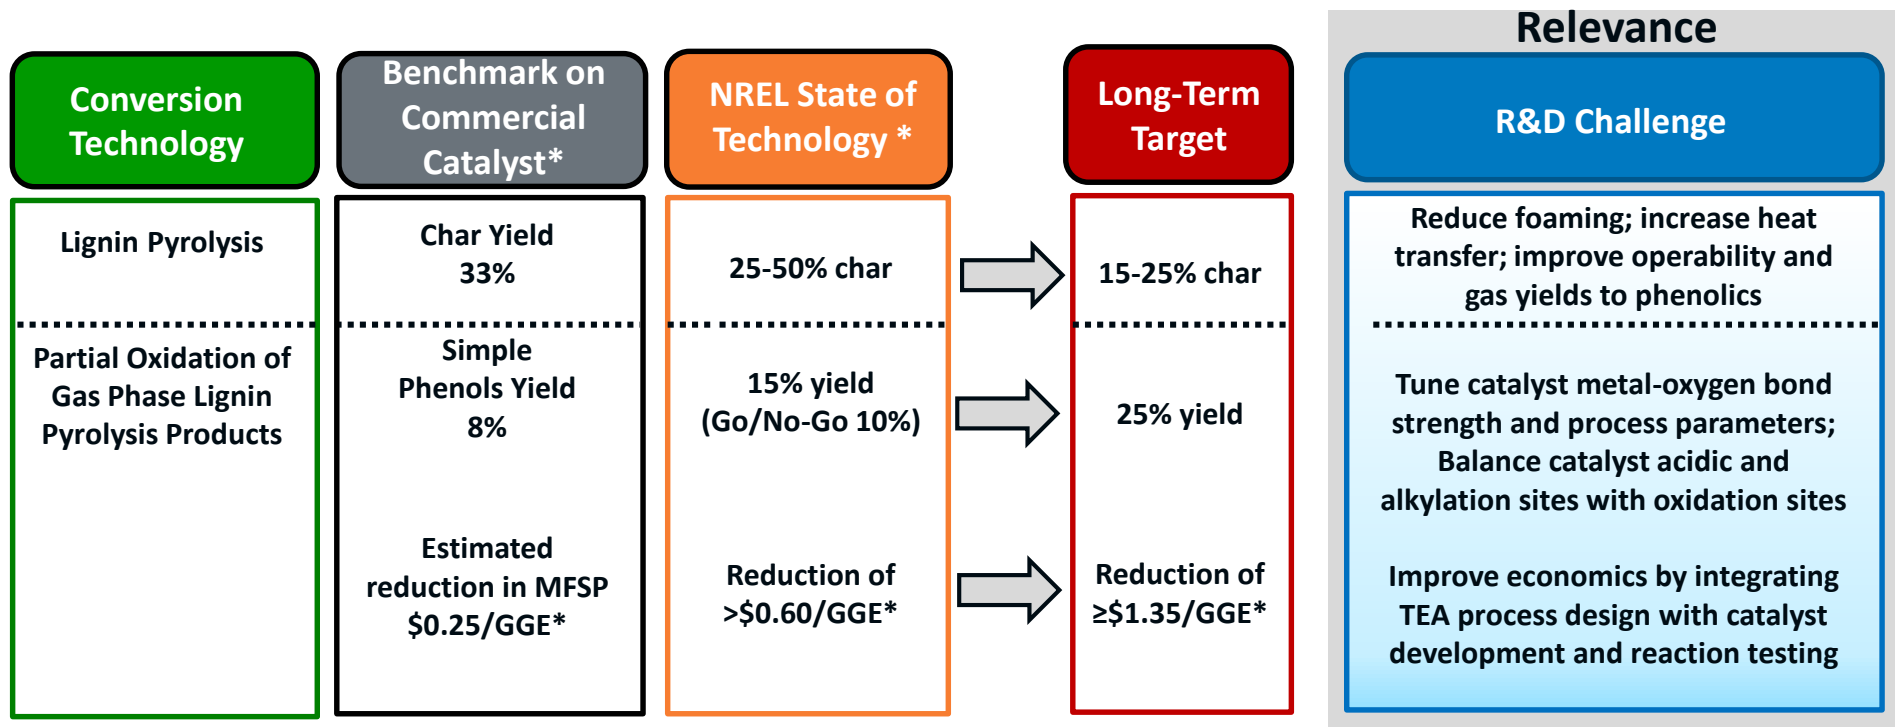 Relevance
Conversion
Technology
Benchmark on
Commercial
Catalyst*
NREL State of
Technology *
Long-Term
Target
R&D Challenge
Lignin Pyrolysis
Char Yield
33%
25-50% char
15-25% char
Reduce foaming; increase heat
transfer; improve operability and
gas yields to phenolics
Partial Oxidation of
Gas Phase Lignin
Pyrolysis Products
Simple
Phenols Yield
8%
15% yield
(Go/No-Go 10%)
25% yield
Tune catalyst metal-oxygen bond
strength and process parameters;
Balance catalyst acidic and
alkylation sites with oxidation sites
Estimated
reduction in MFSP
$0.25/GGE*
Reduction of
>$0.60/GGE*
Reduction of
≥$1.35/GGE*
Improve economics by integrating
TEA process design with catalyst
development and reaction testing